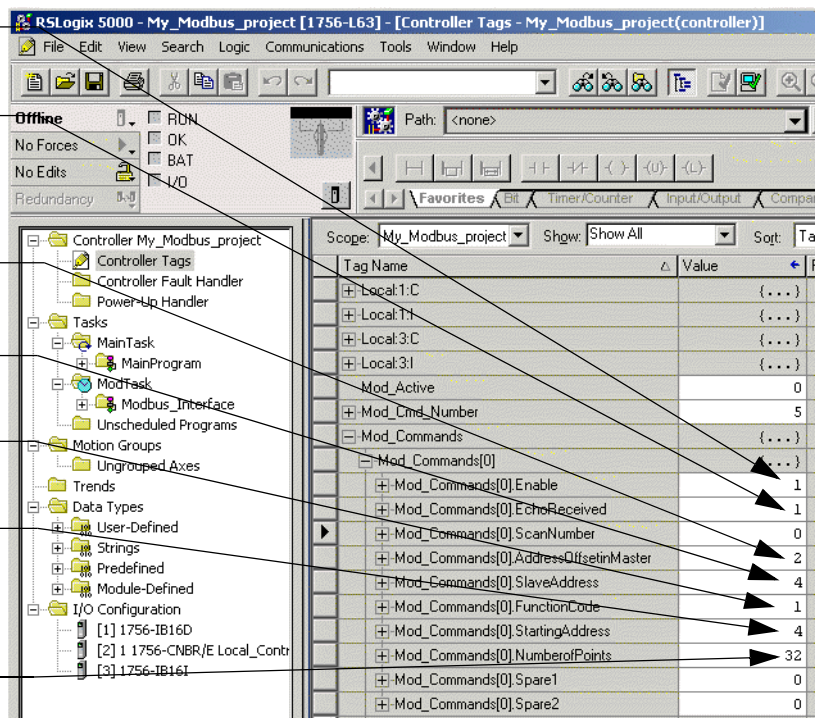 RSLogix 5000 - My_Modbus_project [1756-L63] - [Controller Tags - My_Modbus_project(controller)]
File Edit View Search Logic Communications Tools Window Help
Offline RUN
No Forces OK
No Edits BAT
Redundancy I/O
Path: <none>
Favorites Bit Timer/Counter Input/Output Compar
Controller My_Modbus_project
Controller Tags
Controller Fault Handler
Power-Up Handler
Tasks
MainTask
MainProgram
ModTask
Modbus_Interface
Unscheduled Programs
Motion Groups
Ungrouped Axes
Trends
Data Types
User-Defined
Strings
Predefined
Module-Defined
I/O Configuration
[1] 1756-IB16D
[2] 1 1756-CNBR/E Local_Contr
[3] 1756-IB16I
Scope: My_Modbus_project Show: Show All Sort: Ta
Tag Name Value
Local:1:C {...}
Local:1:I {...}
Local:3:C {...}
Local:3:I {...}
Mod_Active 0
Mod_Cmd_Number 5
Mod_Commands {...}
Mod_Commands[0] {...}
Mod_Commands[0].Enable 1
Mod_Commands[0].EchoReceived 1
Mod_Commands[0].ScanNumber 0
Mod_Commands[0].AddressOffsetinMaster 2
Mod_Commands[0].SlaveAddress 4
Mod_Commands[0].FunctionCode 1
Mod_Commands[0].StartingAddress 4
Mod_Commands[0].NumberofPoints 32
Mod_Commands[0].Spare1 0
Mod_Commands[0].Spare2 0